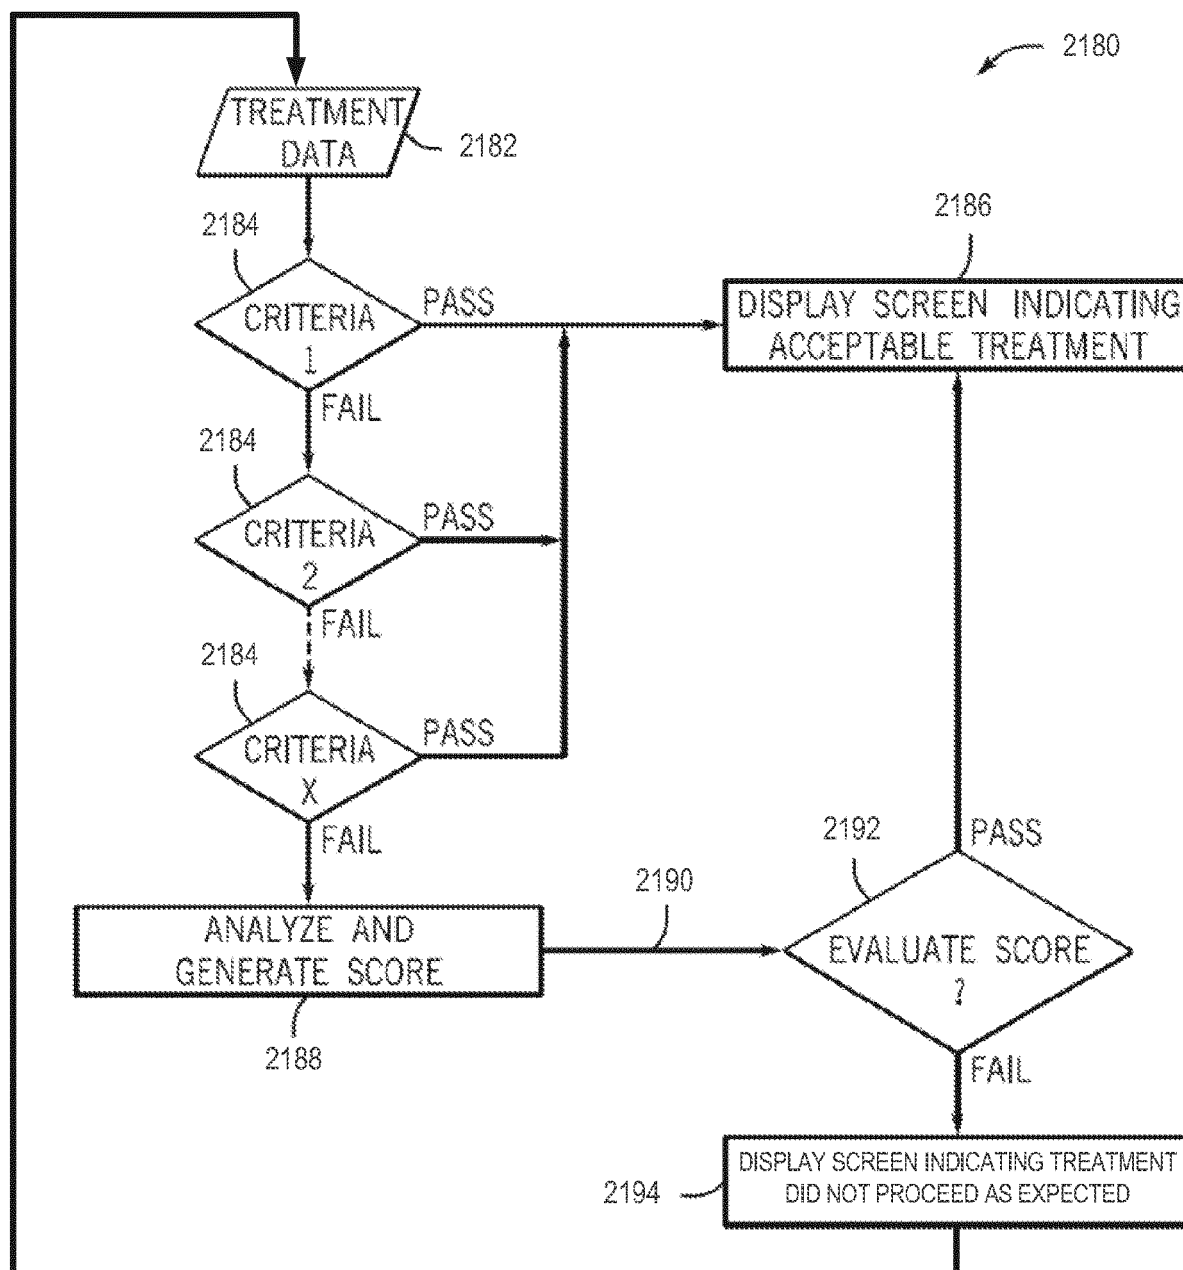 2180
TREATMENT
DATA
2182
2184
CRITERIA
1
PASS
FAIL
2186
DISPLAY SCREEN INDICATING
ACCEPTABLE TREATMENT
2184
CRITERIA
2
PASS
FAIL
2184
CRITERIA
X
PASS
FAIL
ANALYZE AND
GENERATE SCORE
2188
2190
2192
EVALUATE SCORE
?
PASS
FAIL
DISPLAY SCREEN INDICATING TREATMENT
DID NOT PROCEED AS EXPECTED
2194